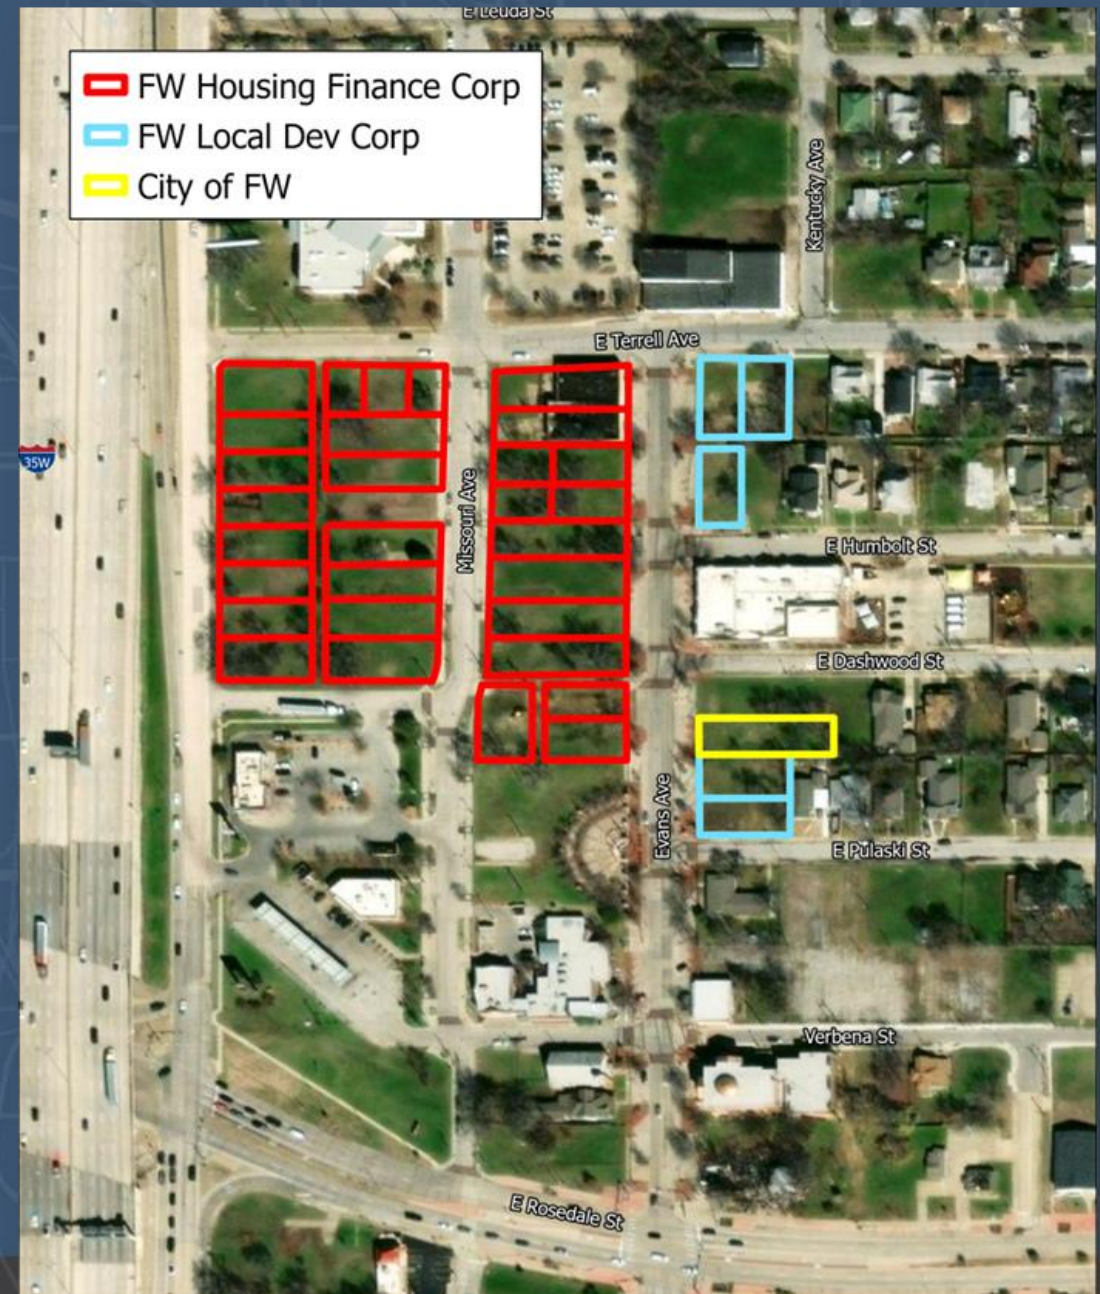 E Leuda St
FW Housing Finance Corp
FW Local Dev Corp
City of FW
Kentucky Ave
E Terrell Ave
35W
Missouri Ave
E Humbolt St
E Dashwood St
Evans Ave
E Pulaski St
Verbena St
E Rosedale St